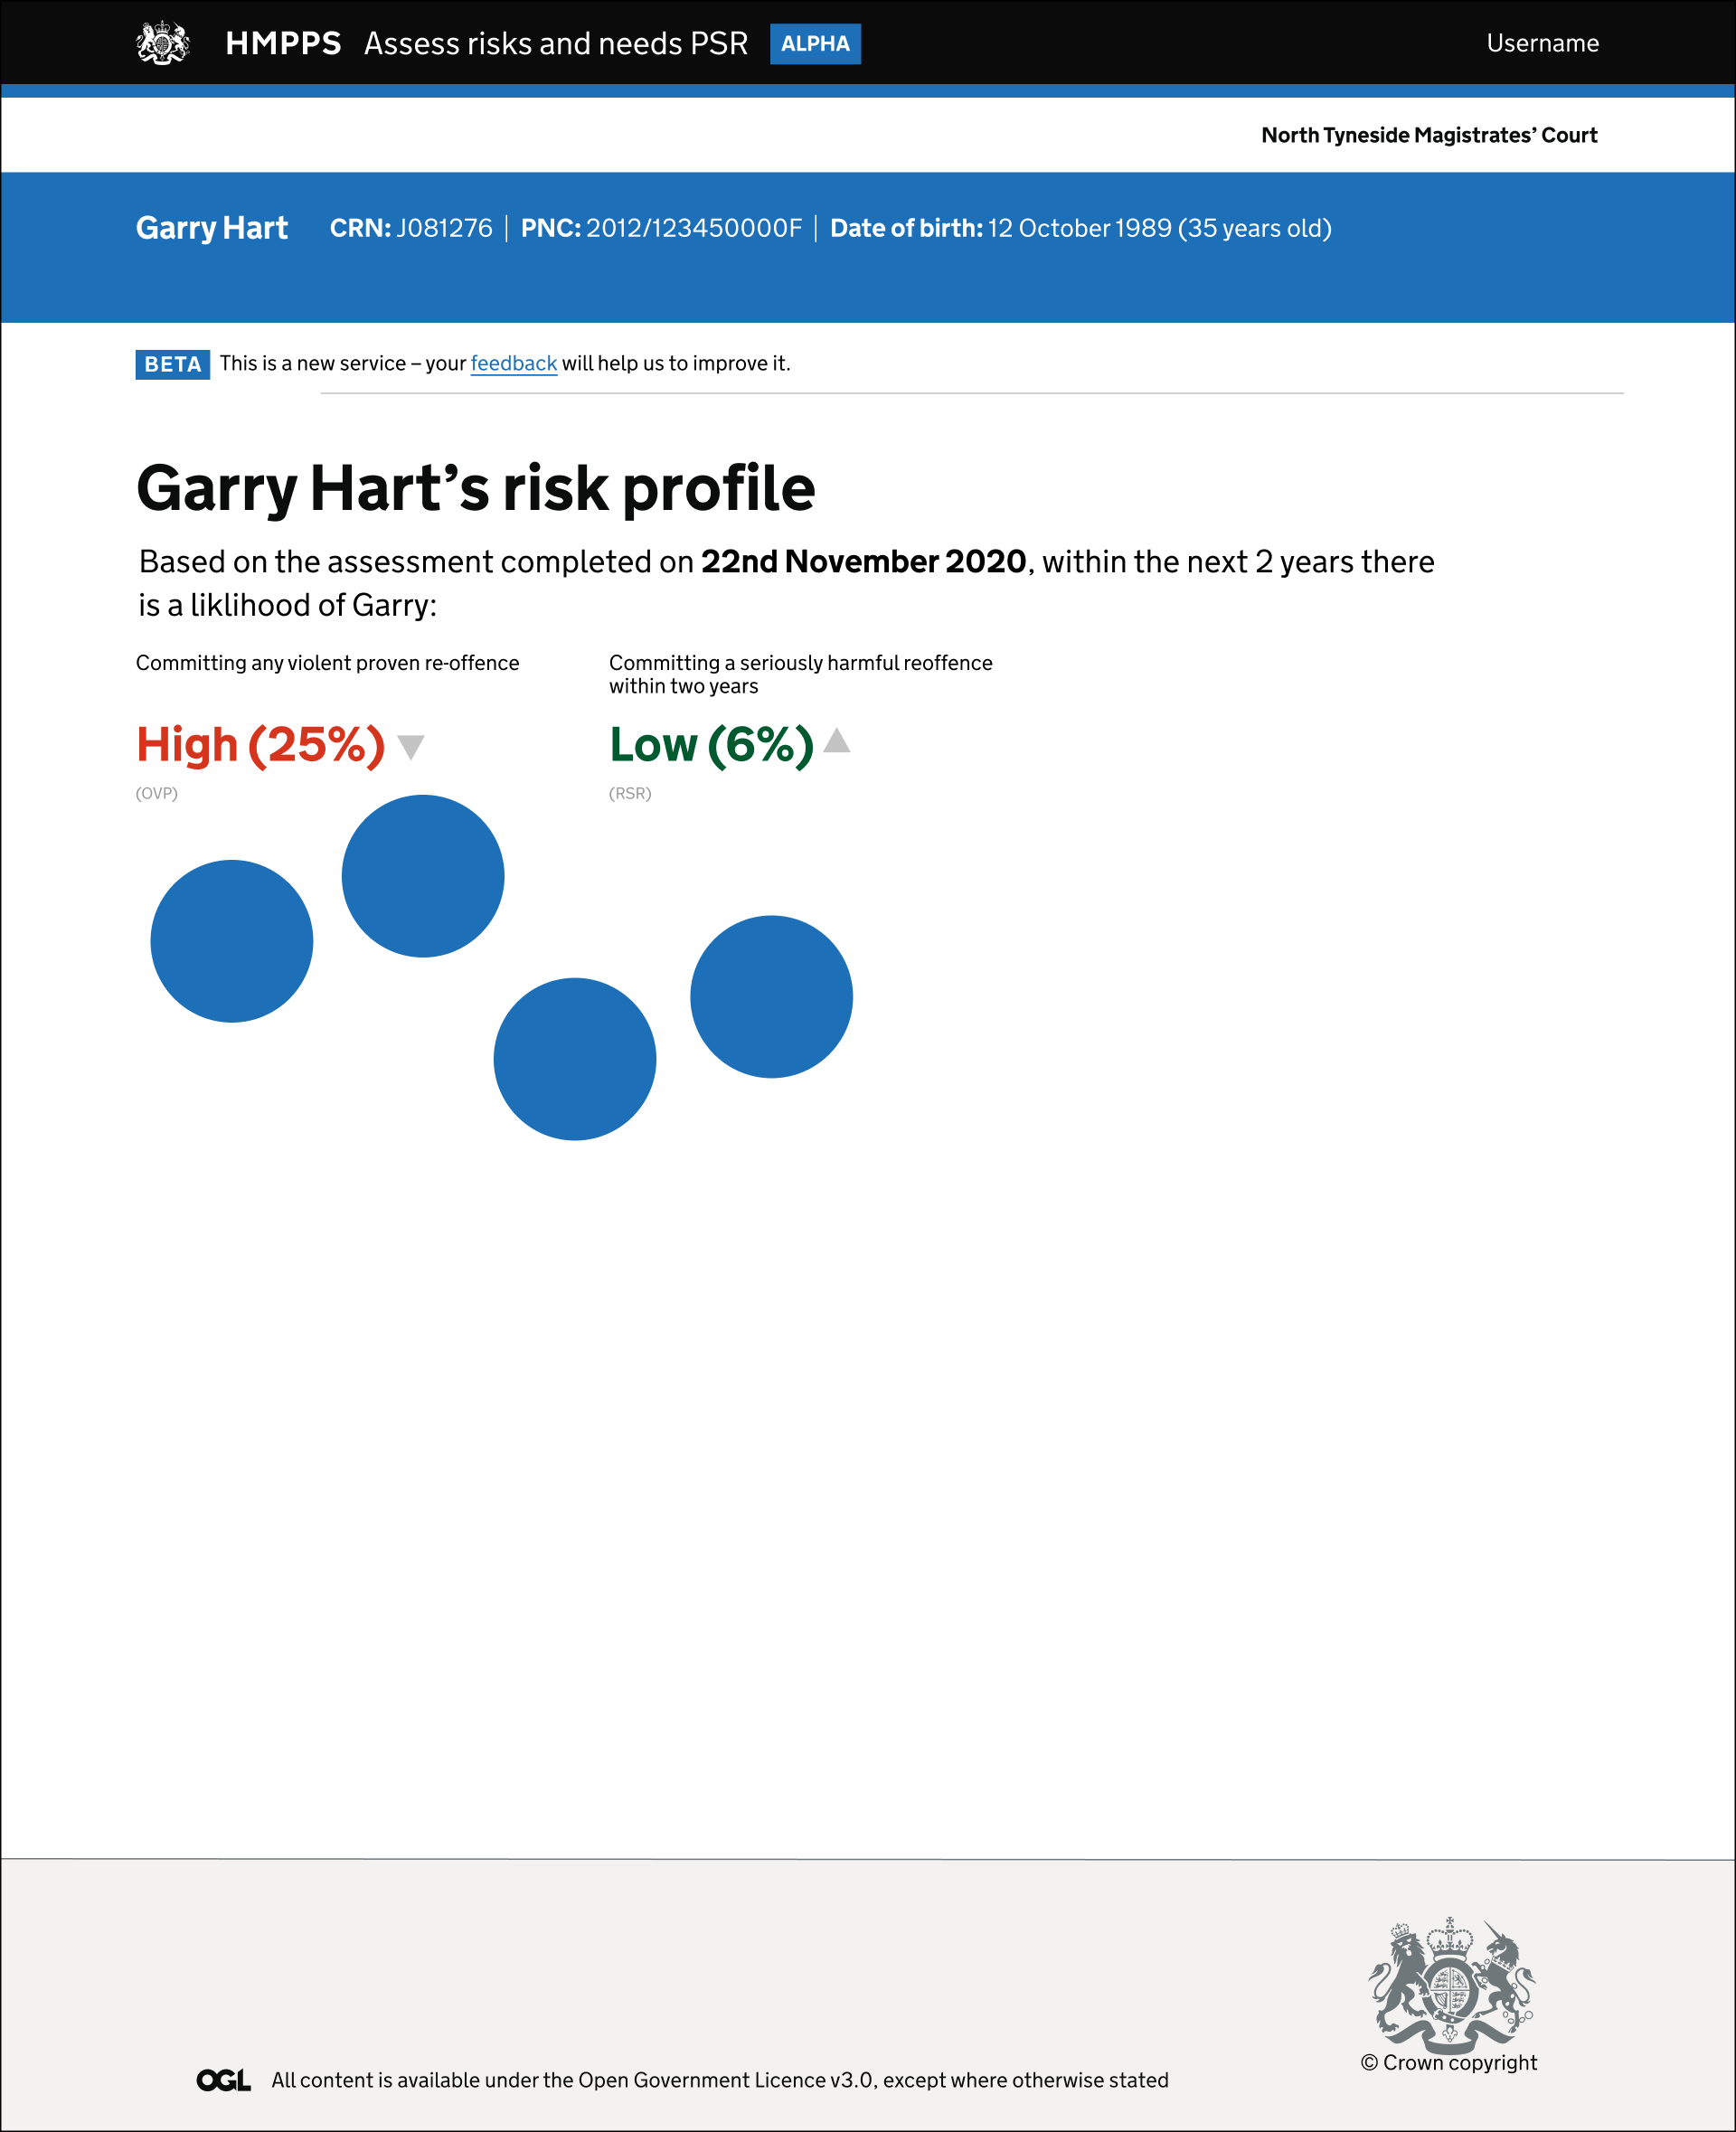 HMPPS Assess risks and needs PSR ALPHA Username
North Tyneside Magistrates’ Court
Garry Hart CRN: J081276 | PNC: 2012/123450000F | Date of birth: 12 October 1989 (35 years old)
BETA This is a new service – your feedback will help us to improve it.
Garry Hart’s risk profile
Based on the assessment completed on 22nd November 2020, within the next 2 years there
is a liklihood of Garry:
Committing any violent proven re-offence
High (25%)
(OVP)
Committing a seriously harmful reoffence
within two years
Low (6%)
(RSR)
© Crown copyright
OGL All content is available under the Open Government Licence v3.0, except where otherwise stated